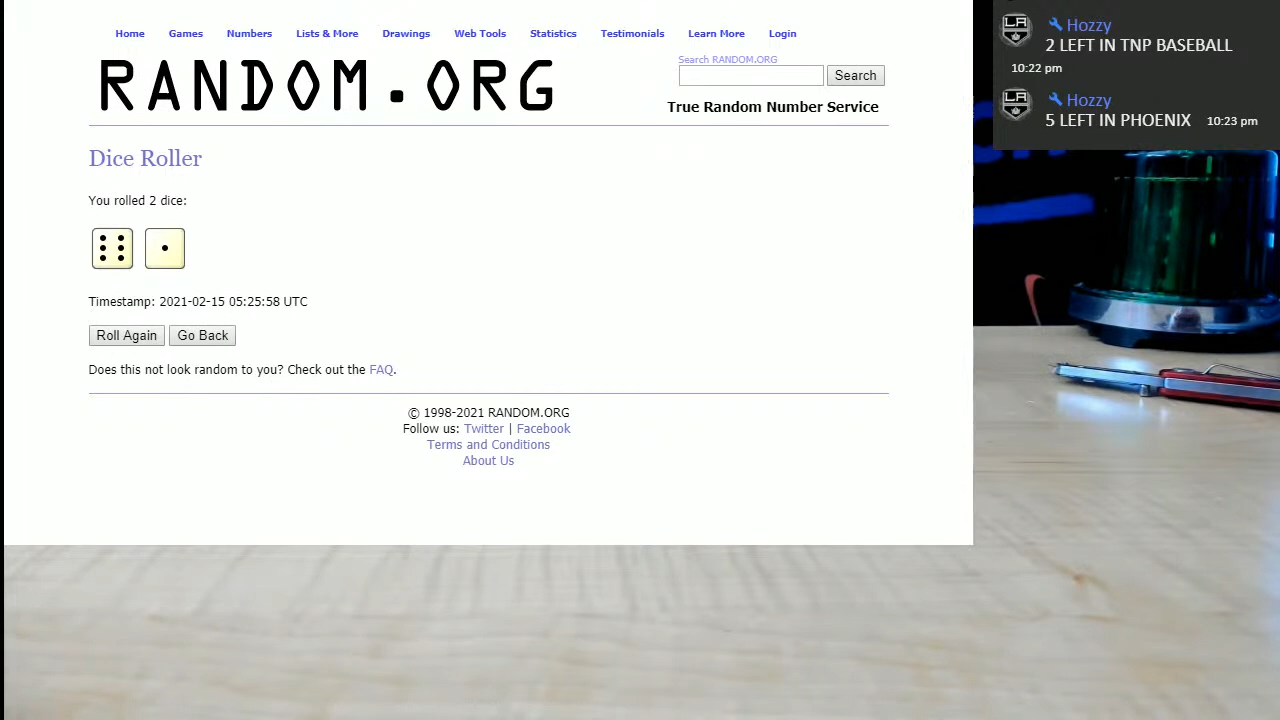 Home Games Numbers Lists & More Drawings Web Tools Statistics Testimonials Learn More Login
RANDOM.ORG
Search RANDOM.ORG
Search
True Random Number Service
Dice Roller
You rolled 2 dice:
Timestamp: 2021-02-15 05:25:58 UTC
Roll Again Go Back
Does this not look random to you? Check out the FAQ.
© 1998-2021 RANDOM.ORG
Follow us: Twitter | Facebook
Terms and Conditions
About Us
LA Hozzy
2 LEFT IN TNP BASEBALL
10:22 pm
LA Hozzy
5 LEFT IN PHOENIX 10:23 pm